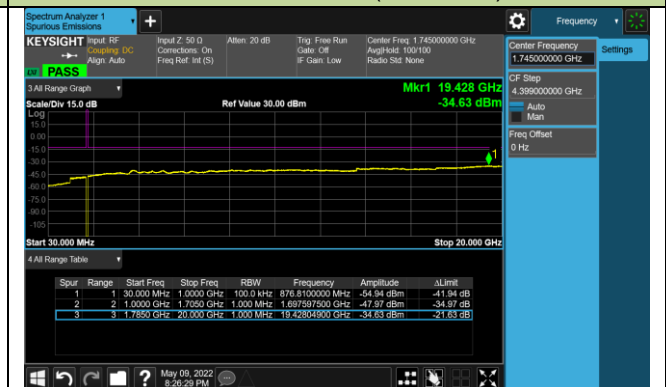 Spectrum Analyzer 1
Spurious Emissions
Frequency
KEYSIGHT Input: RF
Coupling: DC
Align: Auto
Input Z: 50 Ω
Corrections: On
Freq Ref: Int (S)
Atten: 20 dB
Trig: Free Run
Gate: Off
IF Gain: Low
Center Freq: 1.745000000 GHz
Avg|Hold: 100/100
Radio Std: None
PASS
Center Frequency
1.745000000 GHz
Settings
CF Step
4.399000000 GHz
Auto
Man
Freq Offset
0 Hz
3 All Range Graph
Mkr1 19.428 GHz
Scale/Div 15.0 dB
Ref Value 30.00 dBm
-34.63 dBm
Log
15.0
0.00
-15.0
-30.0
-45.0
-60.0
-75.0
-90.0
-105
1
Start 30.000 MHz
Stop 20.000 GHz
4 All Range Table
Spur Range Start Freq Stop Freq RBW Frequency Amplitude ΔLimit
1 1 30.000 MHz 1.0000 GHz 100.0 kHz 876.8100000 MHz -54.94 dBm -41.94 dB
2 2 1.0000 GHz 1.7050 GHz 1.000 MHz 1.697597500 GHz -47.97 dBm -34.97 dB
3 3 1.7850 GHz 20.000 GHz 1.000 MHz 19.42804900 GHz -34.63 dBm -21.63 dB
?
May 09, 2022
8:26:29 PM